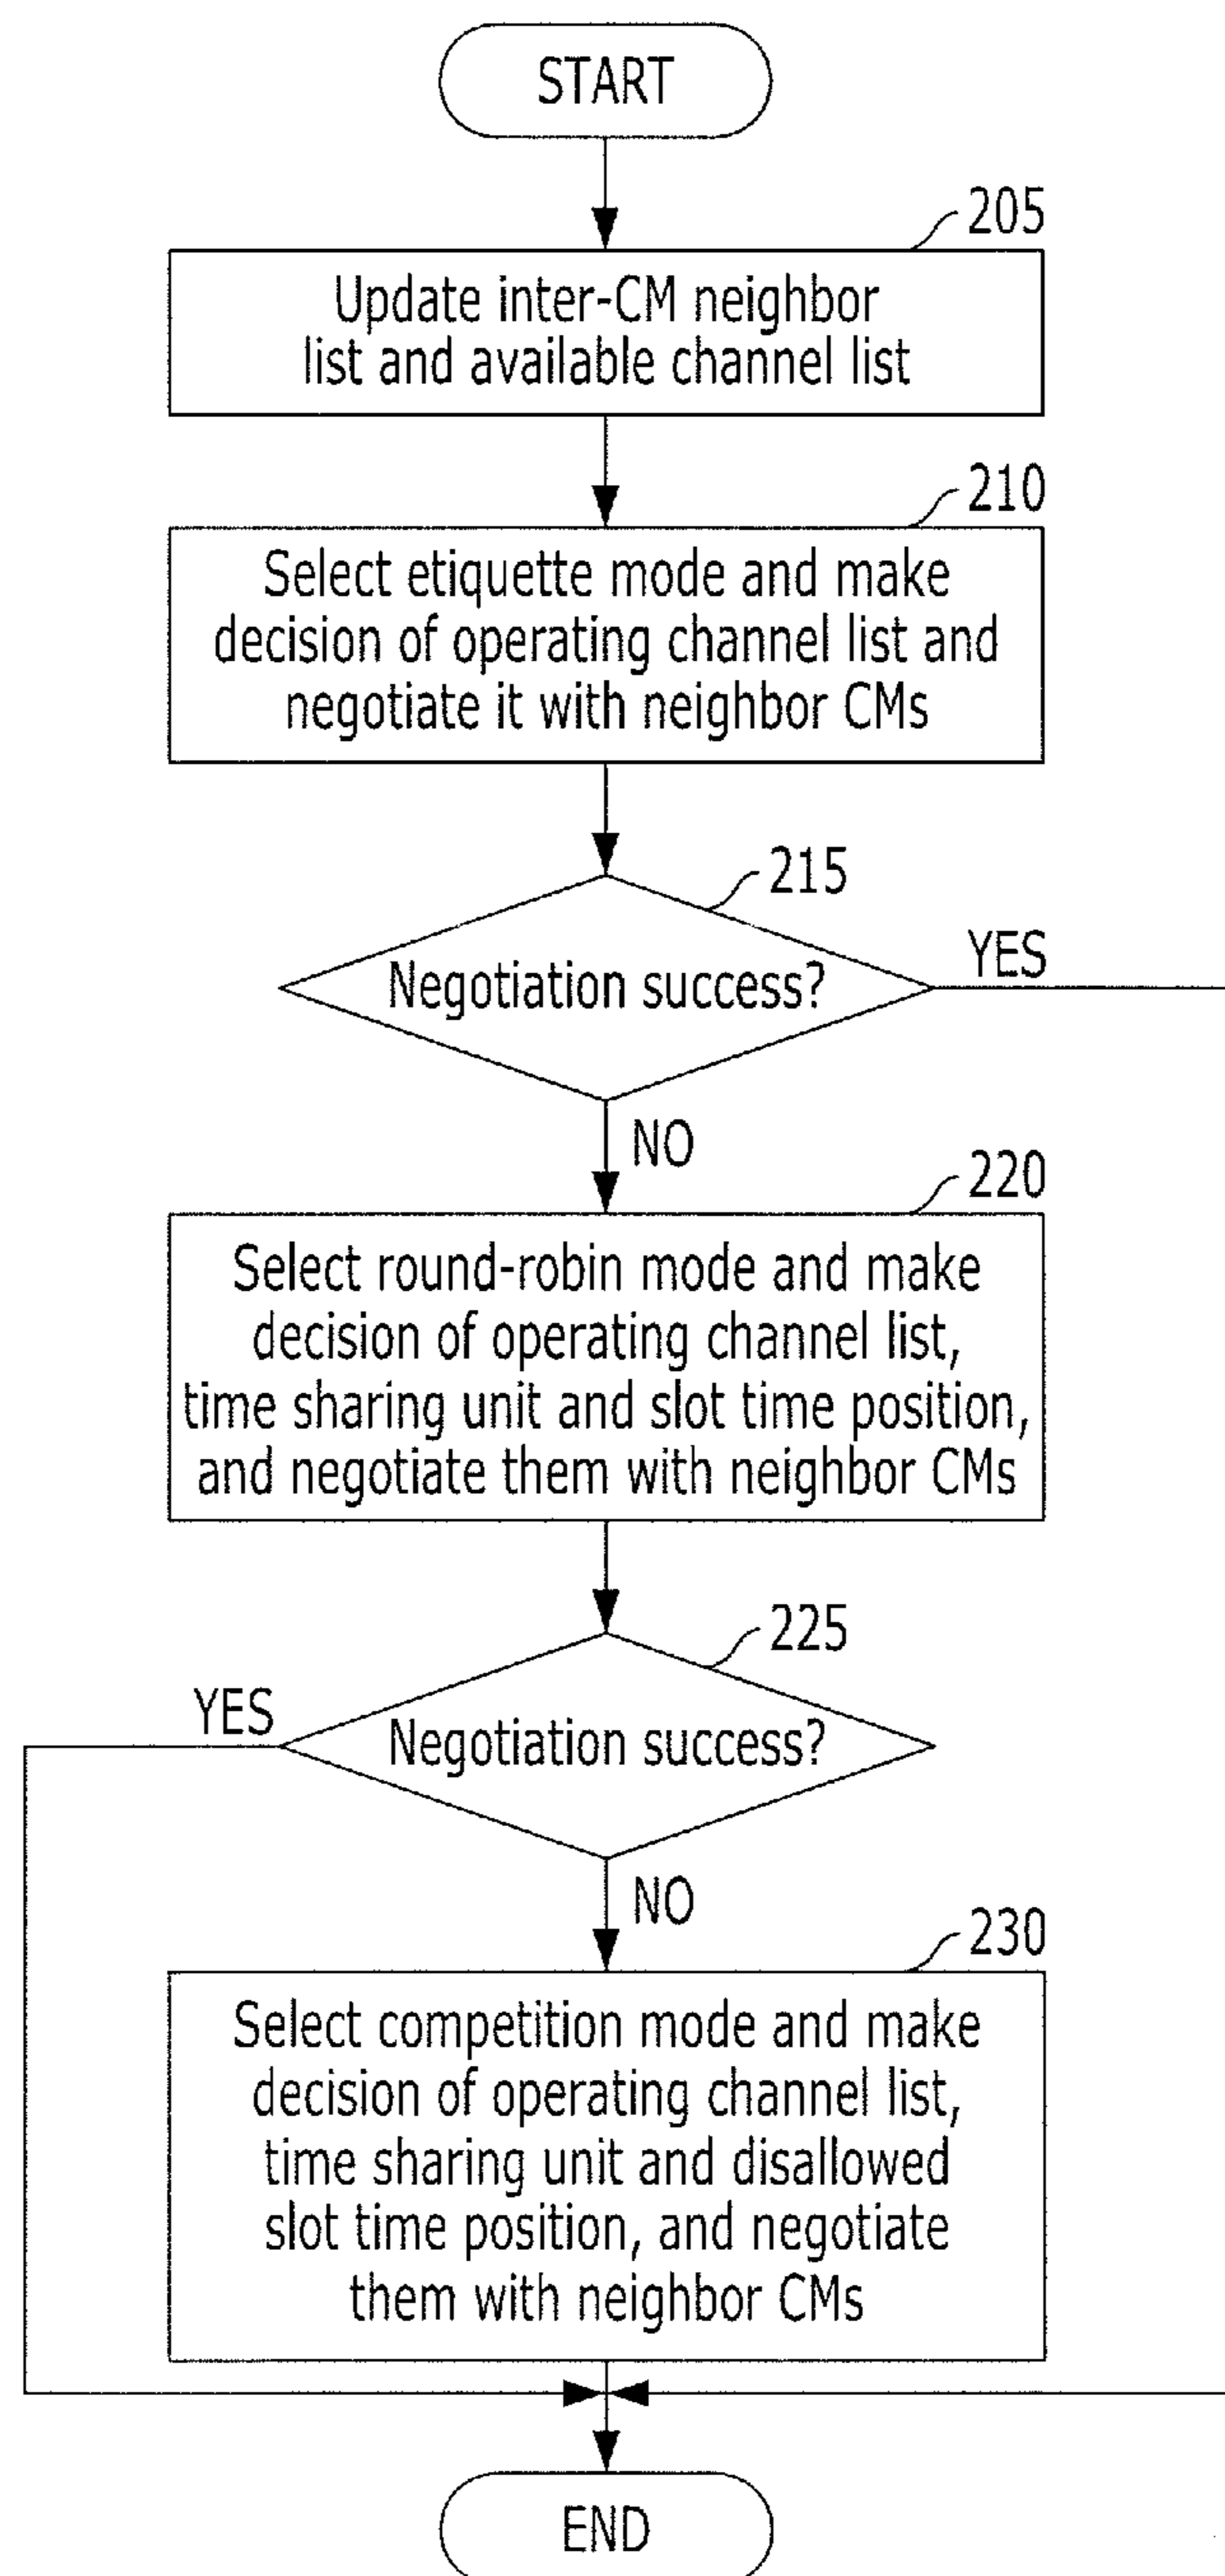 START
205
Update inter-CM neighbor
list and available channel list
210
Select etiquette mode and make
decision of operating channel list and
negotiate it with neighbor CMs
215
Negotiation success?
YES
NO
220
Select round-robin mode and make
decision of operating channel list,
time sharing unit and slot time position,
and negotiate them with neighbor CMs
225
YES
Negotiation success?
NO
230
Select competition mode and make
decision of operating channel list,
time sharing unit and disallowed
slot time position, and negotiate
them with neighbor CMs
END